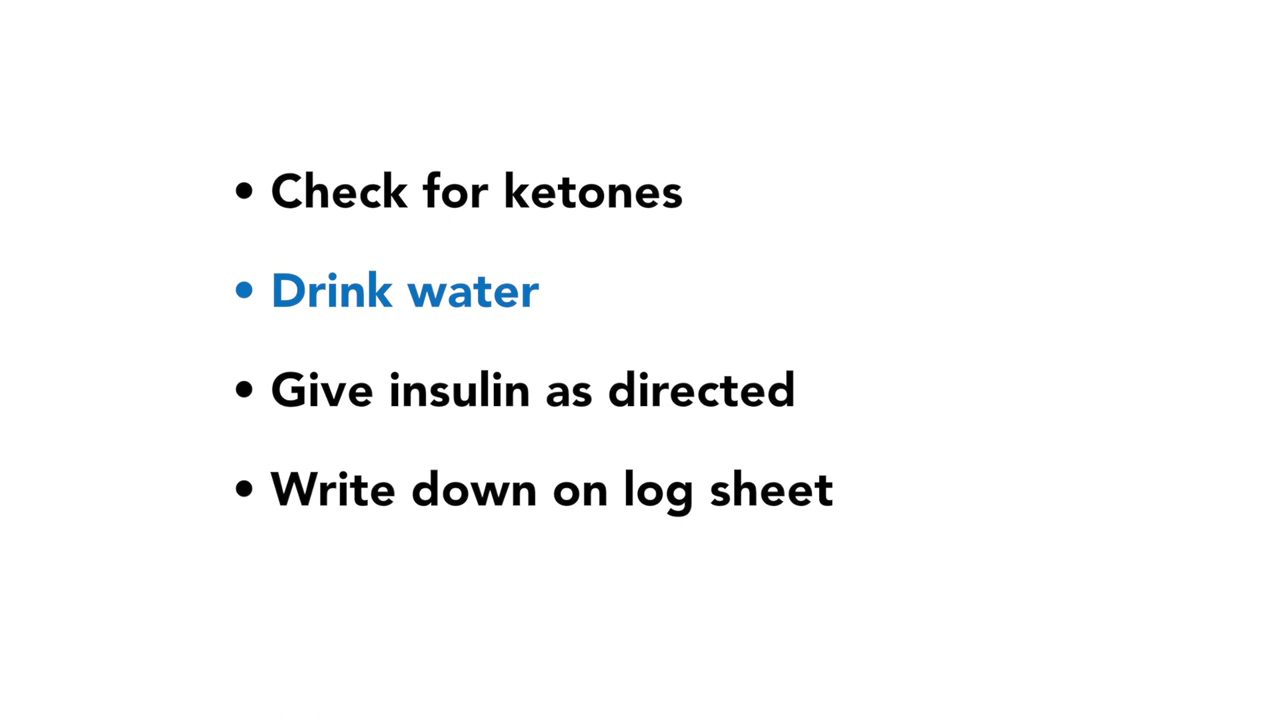 • Check for ketones
• Drink water
• Give insulin as directed
• Write down on log sheet